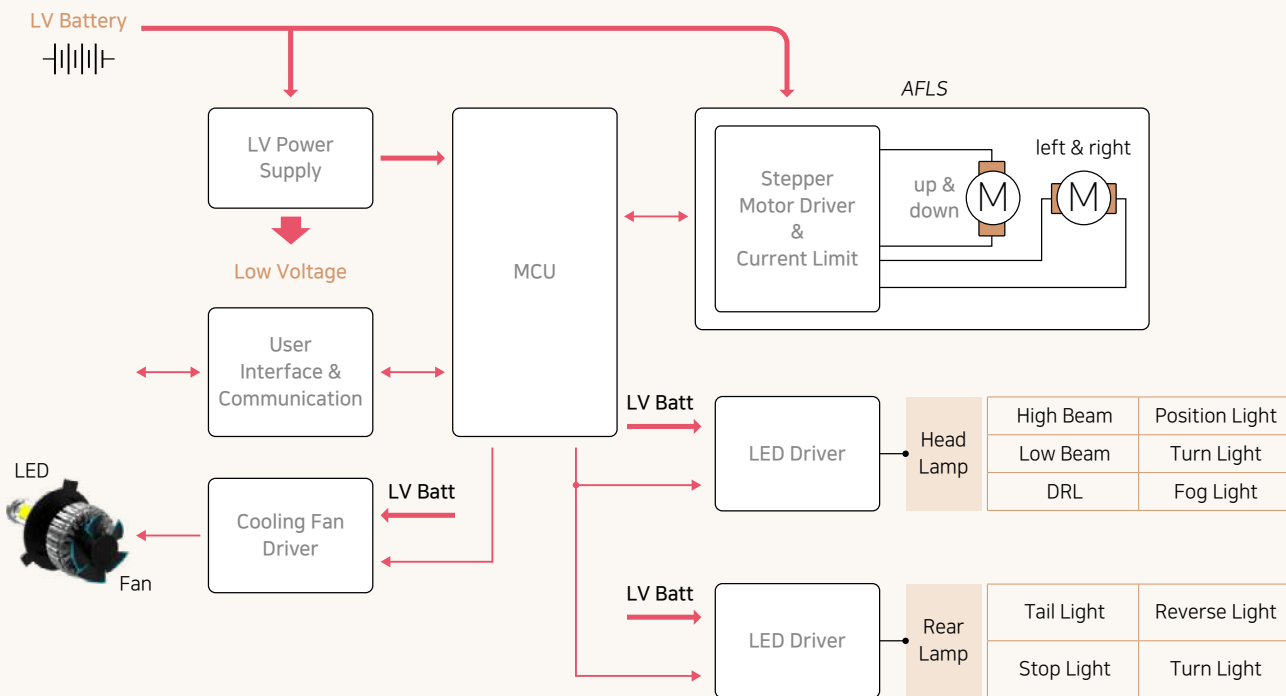 LV Battery
AFLS
LV Power
Supply
MCU
Stepper
Motor Driver
&
Current Limit
up &
down
M
left & right
M
Low Voltage
User
Interface &
Communication
LV Batt
LED Driver
Head
Lamp
High Beam
Position Light
Low Beam
Turn Light
DRL
Fog Light
LED
Fan
Cooling Fan
Driver
LV Batt
LV Batt
LED Driver
Rear
Lamp
Tail Light
Reverse Light
Stop Light
Turn Light